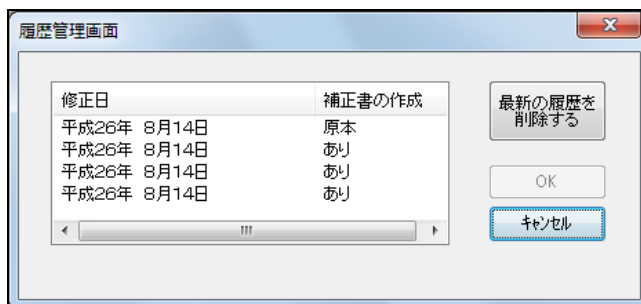 履歴管理画面
修正日 補正書の作成
平成26年 8月14日 原本
平成26年 8月14日 あり
平成26年 8月14日 あり
平成26年 8月14日 あり
最新の履歴を
削除する
OK
キャンセル